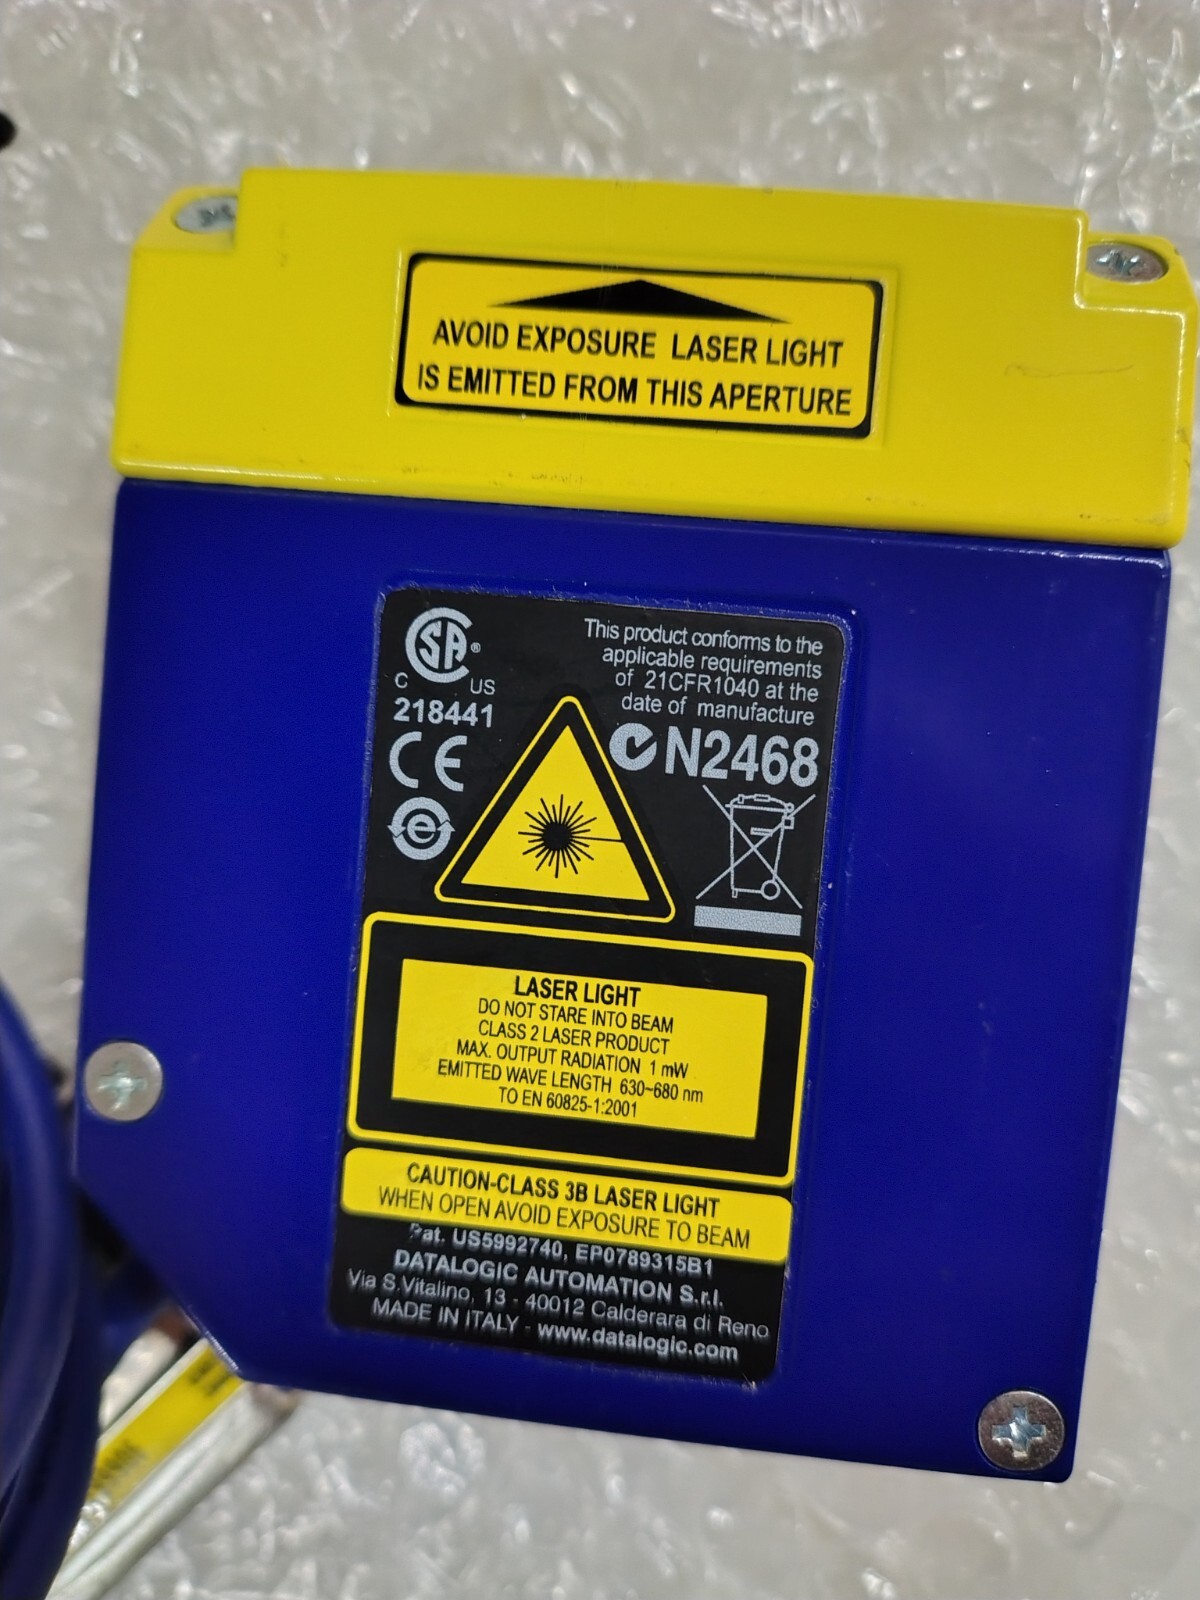 AVOID EXPOSURE LASER LIGHT
IS EMITTED FROM THIS APERTURE
This product conforms to the
applicable requirements
of 21CFR1040 at the
date of manufacture
SA®
C US
218441
N2468
CE
e
LASER LIGHT
DO NOT STARE INTO BEAM
CLASS 2 LASER PRODUCT
MAX. OUTPUT RADIATION 1 mW
EMITTED WAVE LENGTH 630~680 nm
TO EN 60825-1:2001
CAUTION-CLASS 3B LASER LIGHT
WHEN OPEN AVOID EXPOSURE TO BEAM
Pat. US5992740, EP0789315B1
DATALOGIC AUTOMATION S.r.l.
Via S.Vitalino, 13 - 40012 Calderara di Reno
MADE IN ITALY - www.datalogic.com